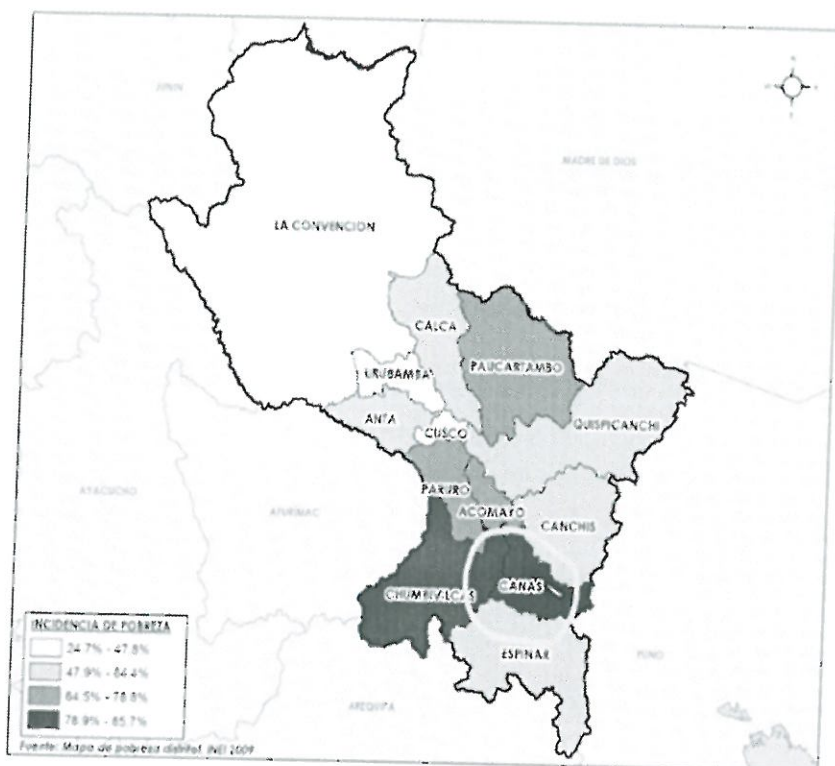 JUNIN
MADRE DE DIOS
LA CONVENCION
CALCA
URUBAMBA
PAUCARTAMBO
ANTA
CUSCO
QUISPICANCHI
AYACUCHO
APURIMAC
PARURO
ACOMAYO
CANCHIS
CHUMBIVILCAS
CANAS
ESPINAR
PUNO
AREQUIPA
INCIDENCIA DE POBREZA
24.7% - 47.8%
47.9% - 64.4%
64.5% - 78.8%
78.9% - 85.7%
Fuente: Mapa de pobreza distrital. INEI 2009